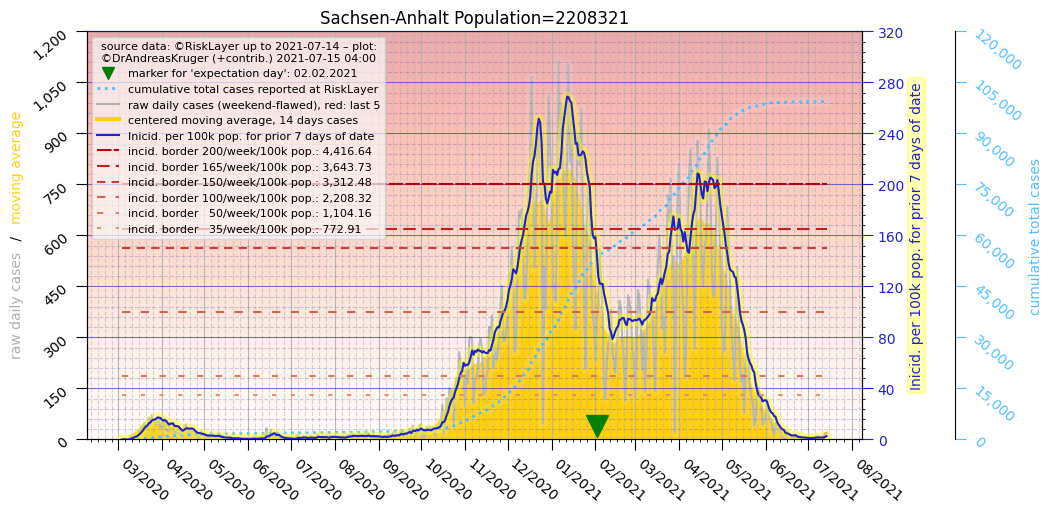 Sachsen-Anhalt Population=2208321
source data: ©RiskLayer up to 2021-07-14 – plot:
©DrAndreasKruger (+contrib.) 2021-07-15 04:00
marker for 'expectation day': 02.02.2021
cumulative total cases reported at RiskLayer
raw daily cases (weekend-flawed), red: last 5
centered moving average, 14 days cases
Inicid. per 100k pop. for prior 7 days of date
incid. border 200/week/100k pop.: 4,416.64
incid. border 165/week/100k pop.: 3,643.73
incid. border 150/week/100k pop.: 3,312.48
incid. border 100/week/100k pop.: 2,208.32
incid. border 50/week/100k pop.: 1,104.16
incid. border 35/week/100k pop.: 772.91
raw daily cases / moving average
1,200
1,050
900
750
600
450
300
150
0
03/2020
04/2020
05/2020
06/2020
07/2020
08/2020
09/2020
10/2020
11/2020
12/2020
01/2021
02/2021
03/2021
04/2021
05/2021
06/2021
07/2021
08/2021
320
280
240
200
160
120
80
40
0
Inicid. per 100k pop. for prior 7 days of date
120,000
105,000
90,000
75,000
60,000
45,000
30,000
15,000
0
cumulative total cases